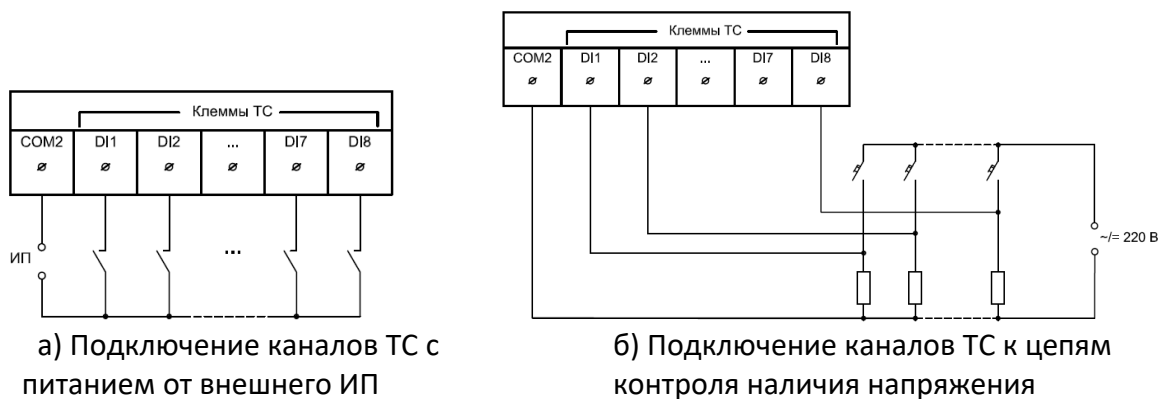 Клеммы ТС
COM2 DI1 DI2 ... DI7 DI8
ИП
...
а) Подключение каналов ТС с
питанием от внешнего ИП
Клеммы ТС
COM2 DI1 DI2 ... DI7 DI8
~/= 220 В
б) Подключение каналов ТС к цепям
контроля наличия напряжения